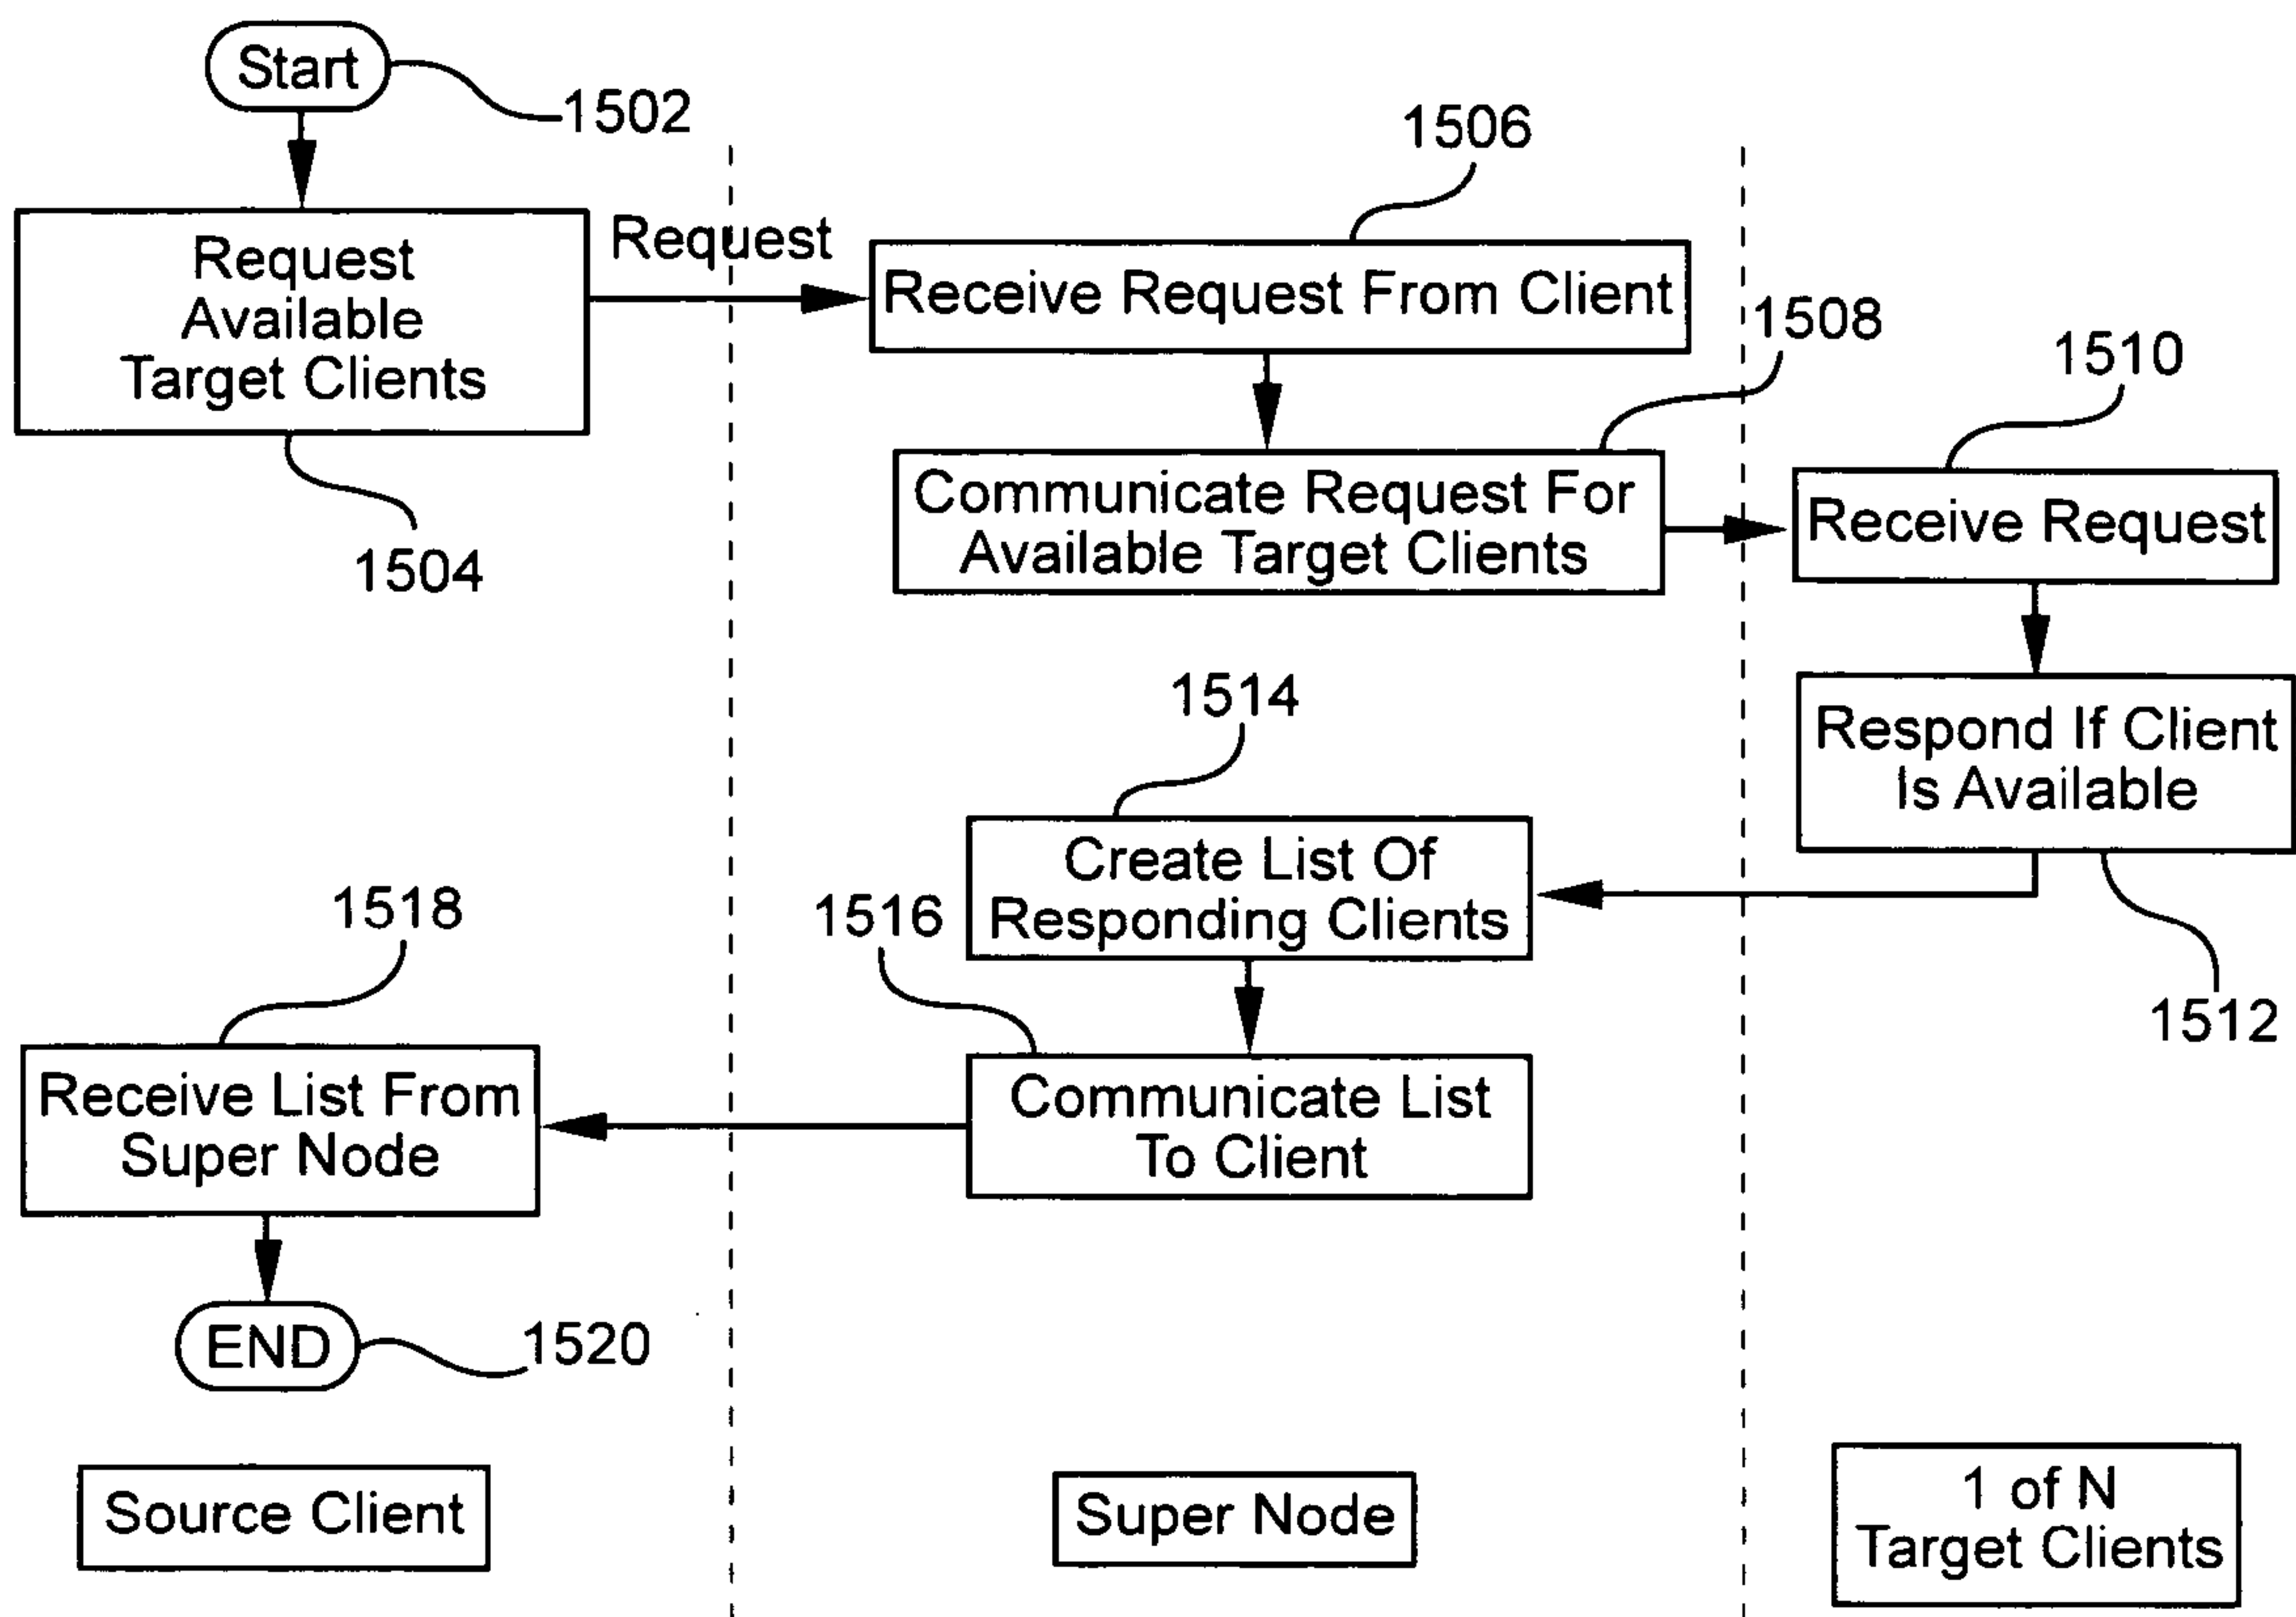 Start
1502
1506
Request
Request
Available
Target Clients
Receive Request From Client
1508
1510
1504
Communicate Request For
Available Target Clients
Receive Request
1514
Respond If Client
Is Available
1518
1516
Create List Of
Responding Clients
1512
Receive List From
Super Node
Communicate List
To Client
END
1520
Source Client
Super Node
1 of N
Target Clients